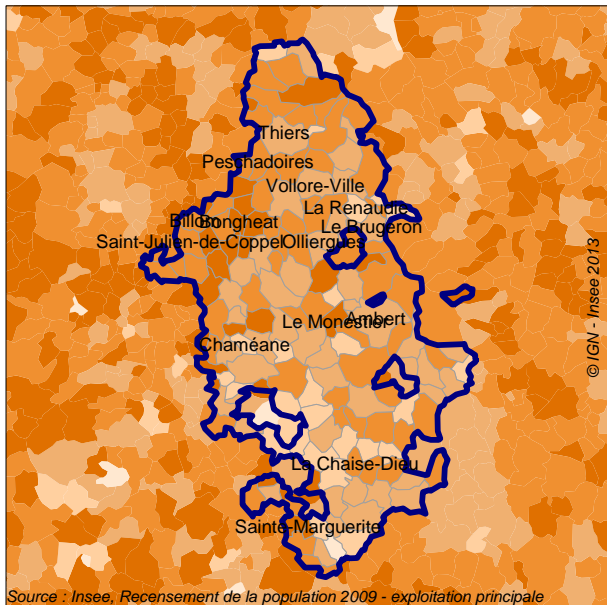 Thiers
Peschadoires
Vollore-Ville
La Renaudie
Billom
Bongheat
Le Brugeron
Saint-Julien-de-Coppel
Olliergues
Le Monestier
Ambert
Chaméane
La Chaise-Dieu
Sainte-Marguerite
© IGN - Insee 2013
Source : Insee, Recensement de la population 2009 - exploitation principale